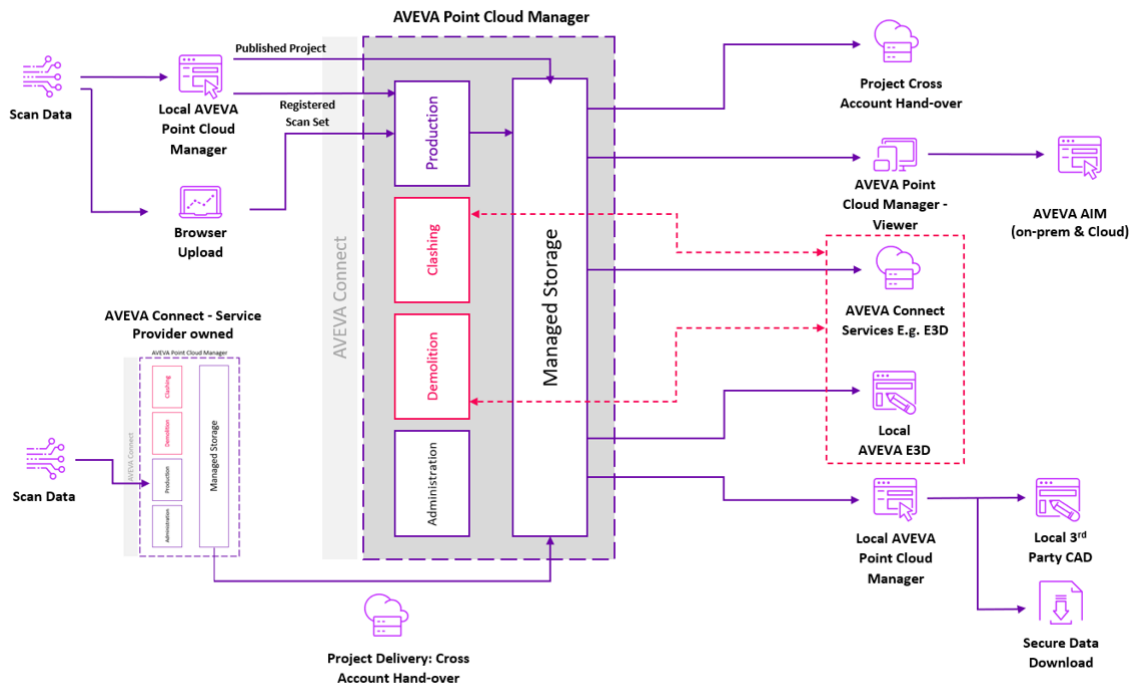 AVEVA Point Cloud Manager
Published Project
Scan Data
Local AVEVA
Point Cloud
Manager
Registered
Scan Set
Browser
Upload
AVEVA Connect
Production
Clashing
Demolition
Administration
Managed Storage
Project Cross
Account Hand-over
AVEVA Point
Cloud Manager -
Viewer
AVEVA AIM
(on-prem & Cloud)
AVEVA Connect
Services E.g. E3D
Local
AVEVA E3D
Local AVEVA
Point Cloud
Manager
Local 3rd
Party CAD
Secure Data
Download
AVEVA Connect - Service
Provider owned
AVEVA Point Cloud Manager
AVEVA Connect
Clashing
Demolition
Production
Administration
Managed Storage
Scan Data
Project Delivery: Cross
Account Hand-over